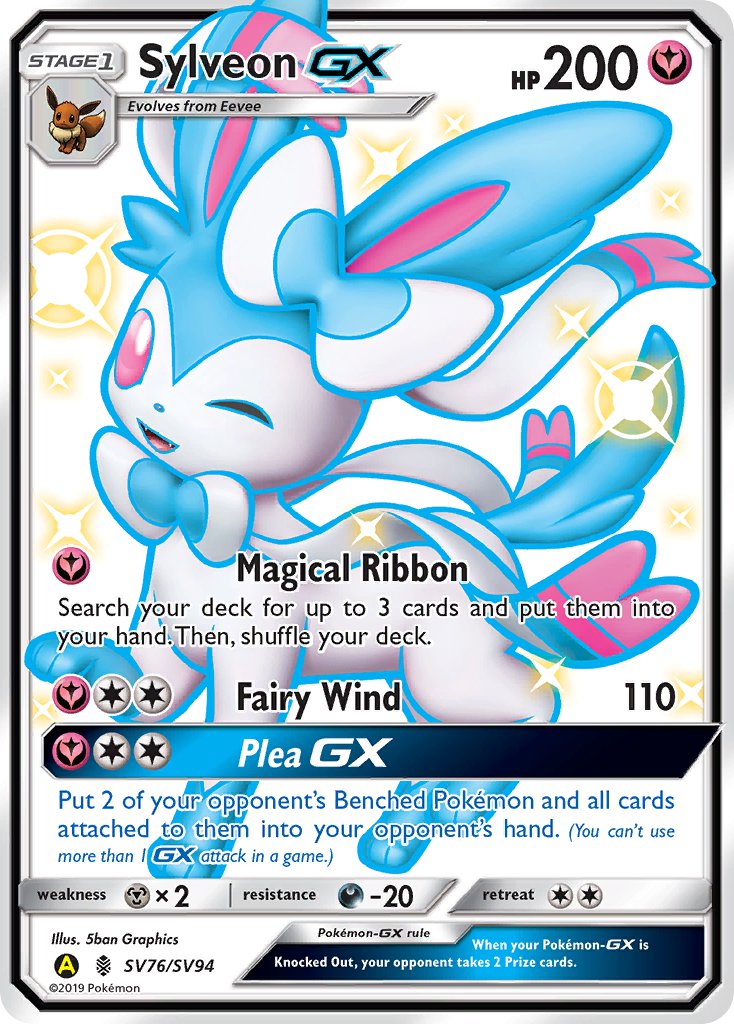 STAGE 1 Sylveon GX HP 200
Evolves from Eevee
Magical Ribbon
Search your deck for up to 3 cards and put them into
your hand. Then, shuffle your deck.
Fairy Wind 110
Plea GX
Put 2 of your opponent's Benched Pokémon and all cards
attached to them into your opponent's hand. (You can't use
more than 1 GX attack in a game.)
weakness × 2 resistance -20 retreat
Illus. 5ban Graphics
Pokémon-GX rule
When your Pokémon-GX is
Knocked Out, your opponent takes 2 Prize cards.
A SV76/SV94
©2019 Pokémon